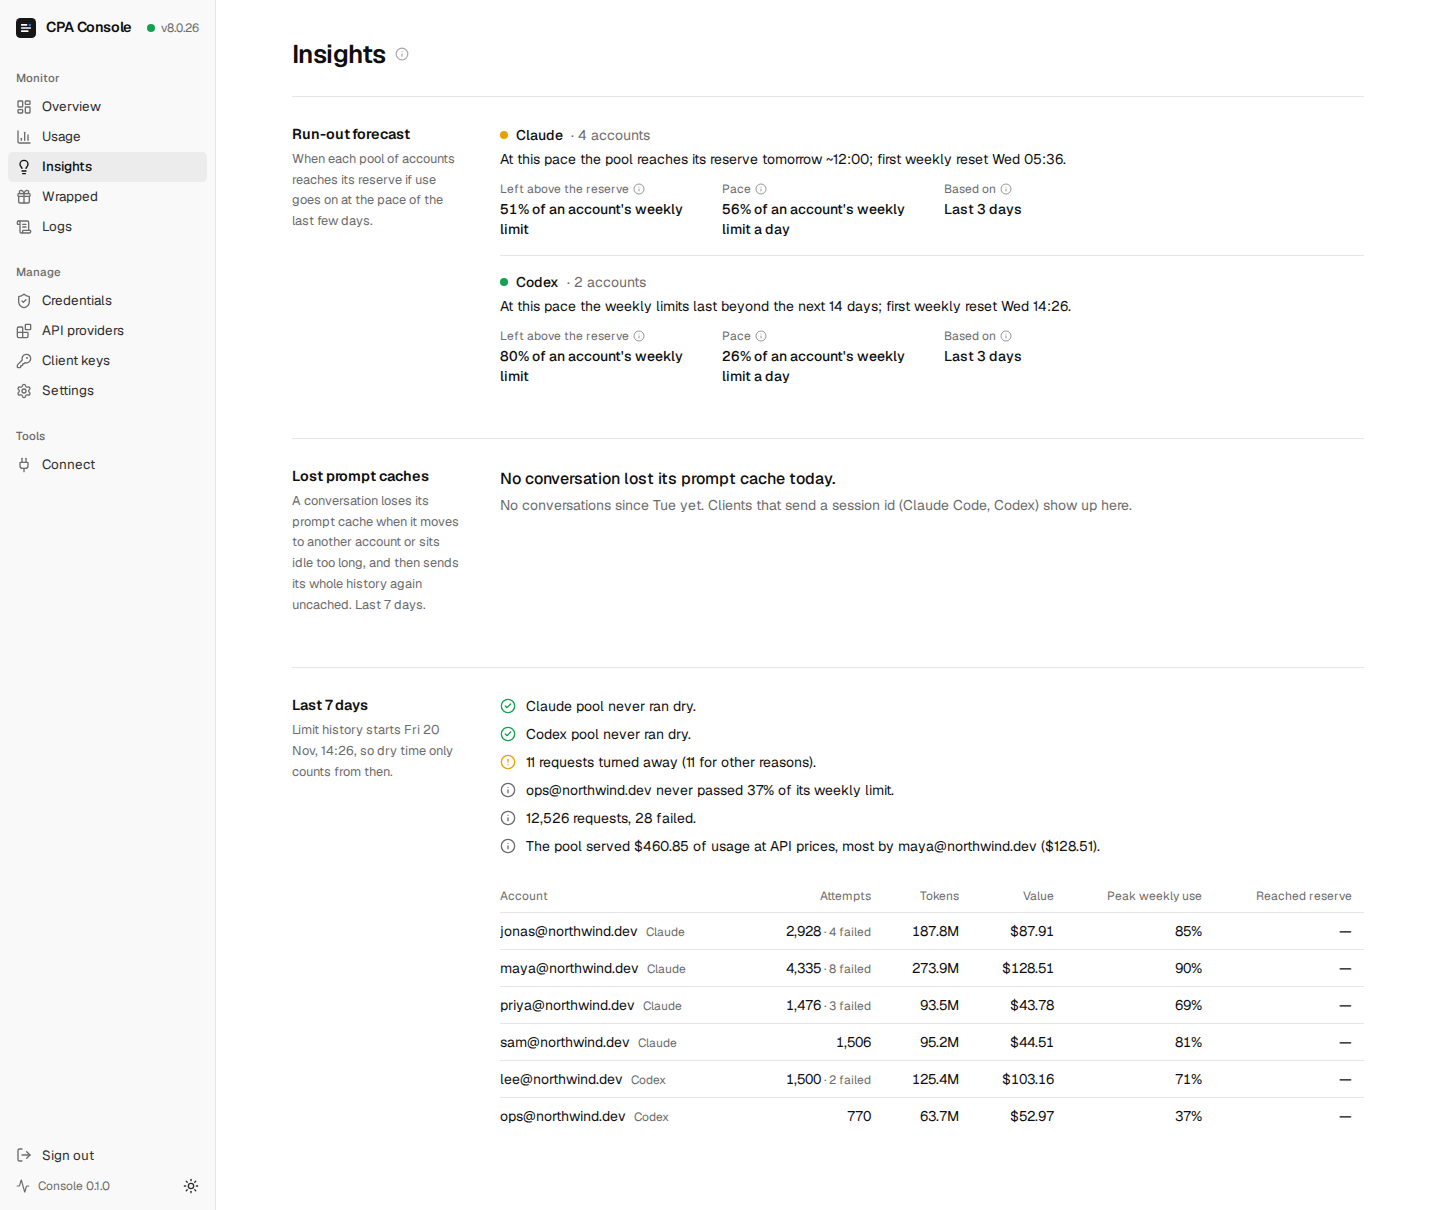 CPA Console
v8.0.26
Monitor
Overview
Usage
Insights
Wrapped
Logs
Manage
Credentials
API providers
Client keys
Settings
Tools
Connect
Sign out
Console 0.1.0
Insights
Run-out forecast
When each pool of accounts
reaches its reserve if use
goes on at the pace of the
last few days.
Claude · 4 accounts
At this pace the pool reaches its reserve tomorrow ~12:00; first weekly reset Wed 05:36.
Left above the reserve
51% of an account's weekly
limit
Pace
56% of an account's weekly
limit a day
Based on
Last 3 days
Codex · 2 accounts
At this pace the weekly limits last beyond the next 14 days; first weekly reset Wed 14:26.
Left above the reserve
80% of an account's weekly
limit
Pace
26% of an account's weekly
limit a day
Based on
Last 3 days
Lost prompt caches
A conversation loses its
prompt cache when it moves
to another account or sits
idle too long, and then sends
its whole history again
uncached. Last 7 days.
No conversation lost its prompt cache today.
No conversations since Tue yet. Clients that send a session id (Claude Code, Codex) show up here.
Last 7 days
Limit history starts Fri 20
Nov, 14:26, so dry time only
counts from then.
Claude pool never ran dry.
Codex pool never ran dry.
11 requests turned away (11 for other reasons).
ops@northwind.dev never passed 37% of its weekly limit.
12,526 requests, 28 failed.
The pool served $460.85 of usage at API prices, most by maya@northwind.dev ($128.51).
Account Attempts Tokens Value Peak weekly use Reached reserve
jonas@northwind.dev Claude 2,928 · 4 failed 187.8M $87.91 85% —
maya@northwind.dev Claude 4,335 · 8 failed 273.9M $128.51 90% —
priya@northwind.dev Claude 1,476 · 3 failed 93.5M $43.78 69% —
sam@northwind.dev Claude 1,506 95.2M $44.51 81% —
lee@northwind.dev Codex 1,500 · 2 failed 125.4M $103.16 71% —
ops@northwind.dev Codex 770 63.7M $52.97 37% —